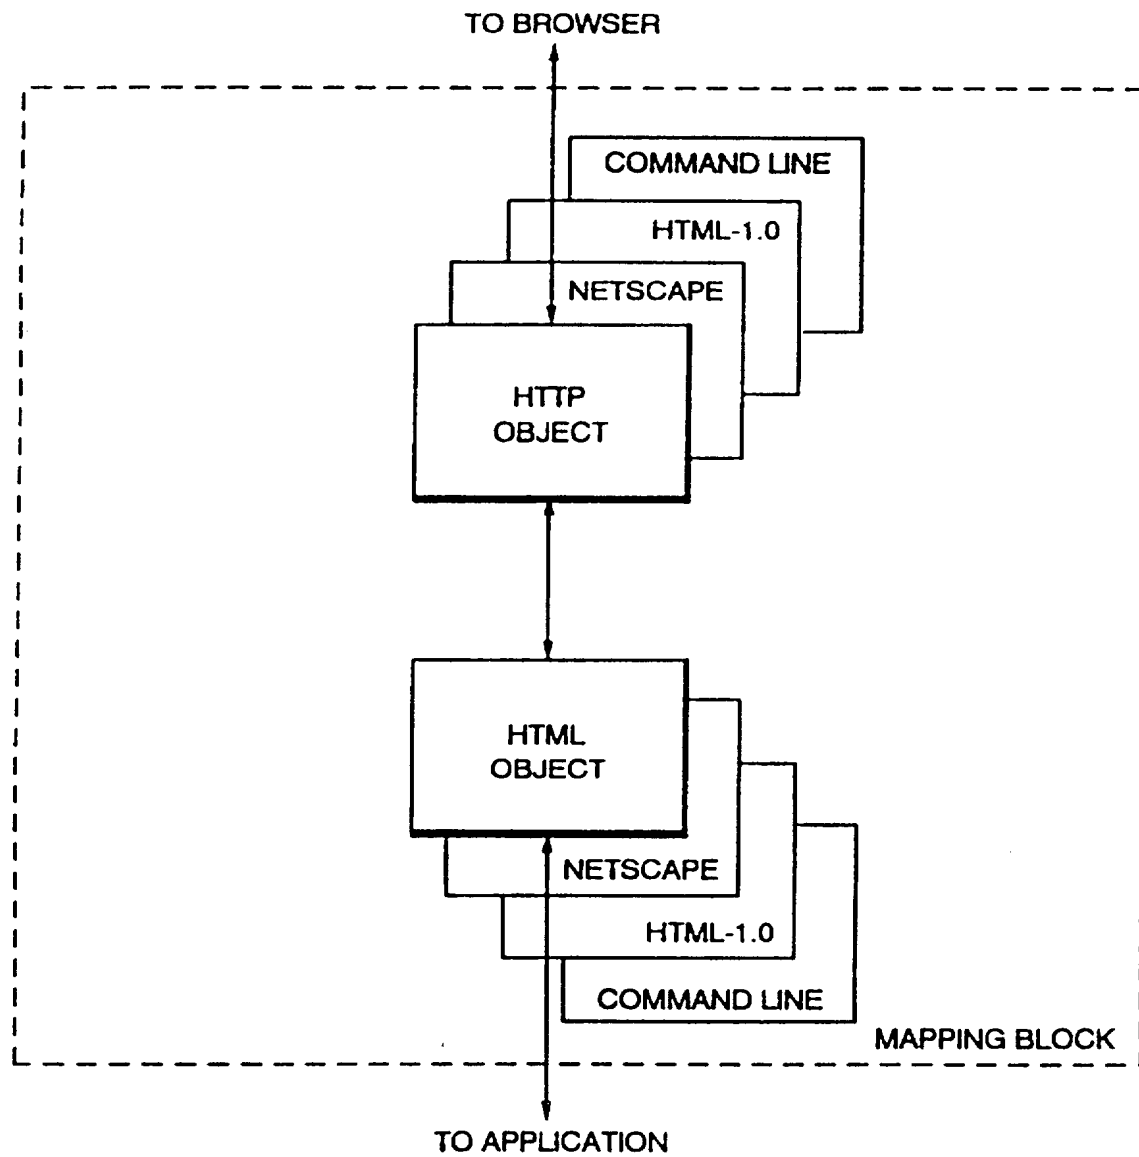 TO BROWSER
COMMAND LINE
HTML-1.0
NETSCAPE
HTTP
OBJECT
HTML
OBJECT
NETSCAPE
HTML-1.0
COMMAND LINE
MAPPING BLOCK
TO APPLICATION